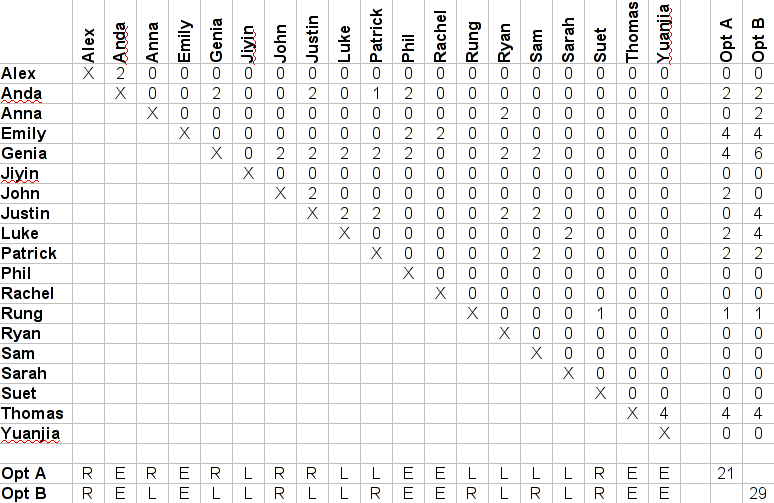 Alex Anda Anna Emily Genia Jiyin John Justin Luke Patrick Phil Rachel Rung Ryan Sam Sarah Suet Thomas Yuanjia Opt A Opt B
Alex X 2 0 0 0 0 0 0 0 0 0 0 0 0 0 0 0 0 0 0 0
Anda X 0 0 2 0 0 2 0 1 2 0 0 0 0 0 0 0 0 2 2
Anna X 0 0 0 0 0 0 0 0 0 0 2 0 0 0 0 0 0 2
Emily X 0 0 0 0 0 0 2 2 0 0 0 0 0 0 0 4 4
Genia X 0 2 2 2 2 2 0 0 2 2 0 0 0 0 4 6
Jiyin X 0 0 0 0 0 0 0 0 0 0 0 0 0 0 0
John X 2 0 0 0 0 0 0 0 0 0 0 0 2 0
Justin X 2 2 0 0 0 2 2 0 0 0 0 0 4
Luke X 0 0 0 0 0 0 2 0 0 0 2 4
Patrick X 0 0 0 0 2 0 0 0 0 2 2
Phil X 0 0 0 0 0 0 0 0 0 0
Rachel X 0 0 0 0 0 0 0 0 0
Rung X 0 0 0 1 0 0 1 1
Ryan X 0 0 0 0 0 0 0
Sam X 0 0 0 0 0 0
Sarah X 0 0 0 0 0
Suet X 0 0 0 0
Thomas X 4 4 4
Yuanjia X 0 0
Opt A R E R E R L R R L L E E L L L L R E E 21
Opt B R E L E L L R L L R E E R L R L R E E 29